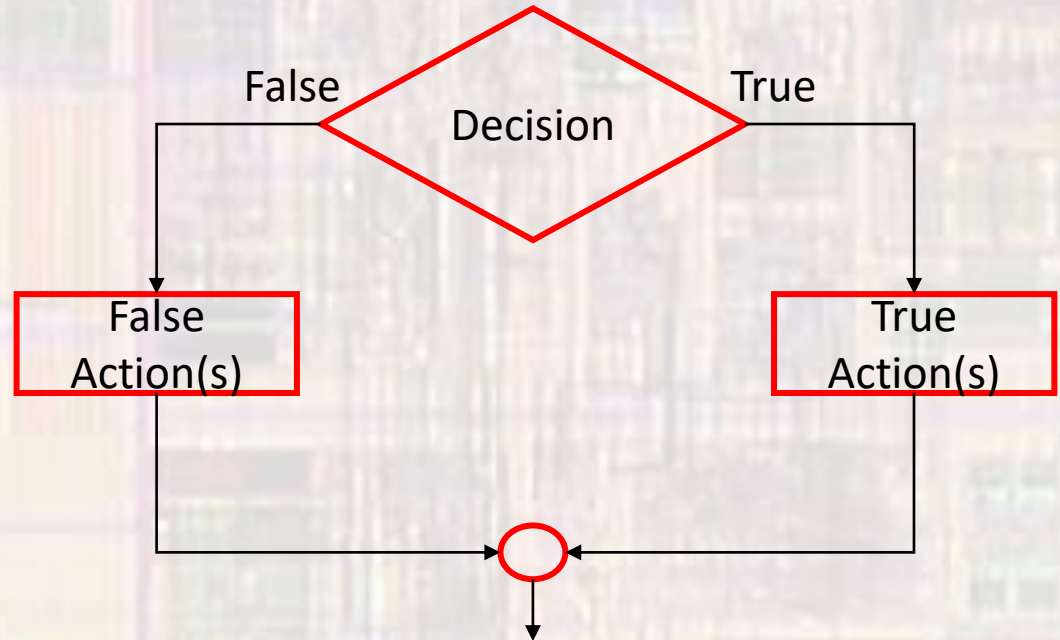 False
True
Decision
False
Action(s)
True
Action(s)